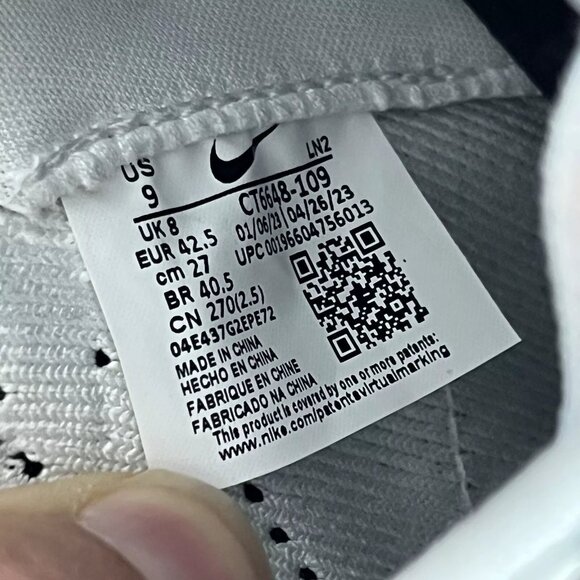 US
9
UK 8
EUR 42.5
cm 27
BR 40.5
CN 270(2.5)
04E437G2EPE72
MADE IN CHINA
HECHO EN CHINA
FABRIQUE EN CHINE
FABRICADO NA CHINA
This product is covered by one or more patents:
www.nike.com/patentsvirtualmarking
LN2
CT6648-109
01/06/23 / 04/26/23
UPC 00196604756013